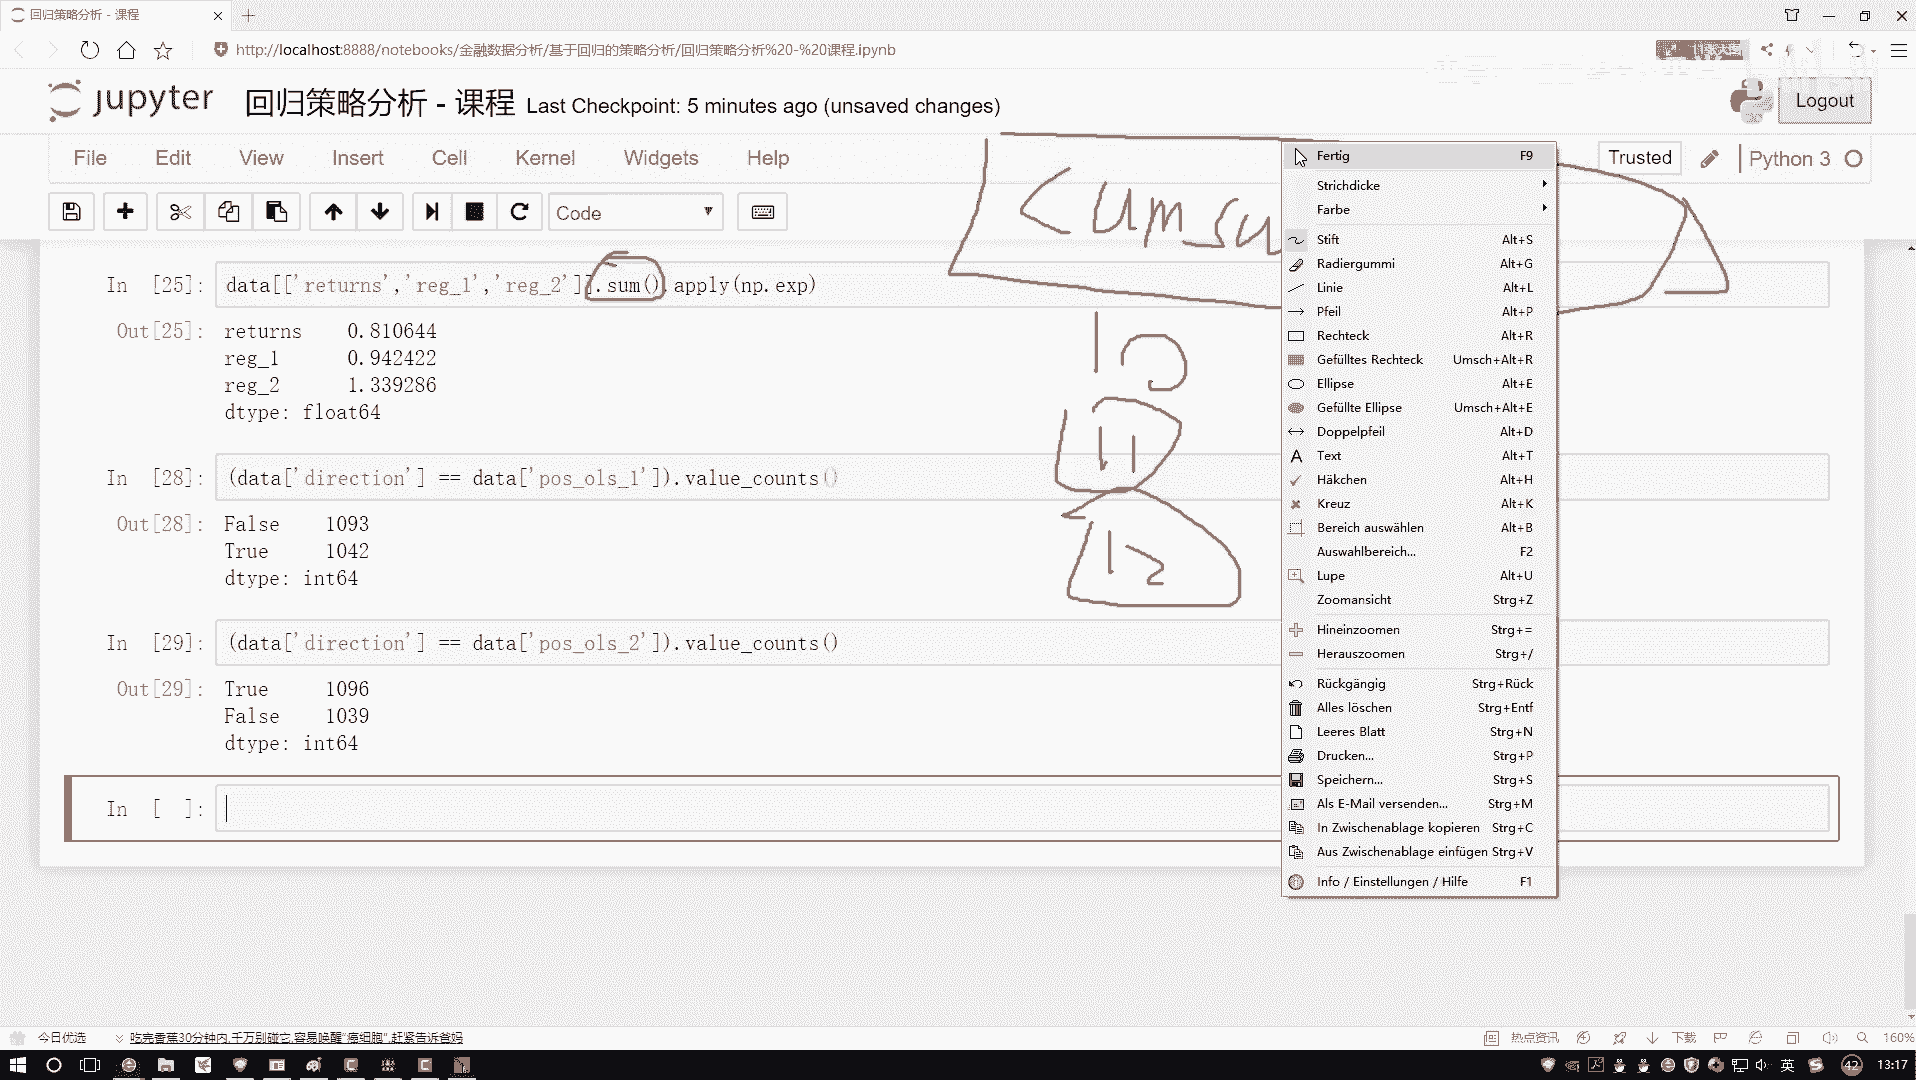 回归策略分析 - 课程
http://localhost:8888/notebooks/金融数据分析/基于回归的策略分析/回归策略分析%20-%20课程.ipynb
jupyter 回归策略分析 - 课程 Last Checkpoint: 5 minutes ago (unsaved changes)
Logout
File Edit View Insert Cell Kernel Widgets Help
Trusted
Python 3
Code
cumsu
In [25]: data[['returns','reg_1','reg_2']].sum().apply(np.exp)
Out[25]: returns 0.810644
reg_1 0.942422
reg_2 1.339286
dtype: float64
10
11
12
In [28]: (data['direction'] == data['pos_ols_1']).value_counts()
Out[28]: False 1093
True 1042
dtype: int64
In [29]: (data['direction'] == data['pos_ols_2']).value_counts()
Out[29]: True 1096
False 1039
dtype: int64
In [ ]:
Fertig F9
Strichdicke
Farbe
Stift Alt+S
Radiergummi Alt+G
Linie Alt+L
Pfeil Alt+P
Rechteck Alt+R
Gefülltes Rechteck Umsch+Alt+R
Ellipse Alt+E
Gefüllte Ellipse Umsch+Alt+E
Doppelpfeil Alt+D
Text Alt+T
Häkchen Alt+H
Kreuz Alt+K
Bereich auswählen Alt+B
Auswahlbereich... F2
Lupe Alt+U
Zoomansicht Strg+Z
Hineinzoomen Strg+=
Herauszoomen Strg+/
Rückgängig Strg+Rück
Alles löschen Strg+Entf
Leeres Blatt Strg+N
Drucken... Strg+P
Speichern... Strg+S
Als E-Mail versenden... Strg+M
In Zwischenablage kopieren Strg+C
Aus Zwischenablage einfügen Strg+V
Info / Einstellungen / Hilfe F1
今日优选
吃完香蕉30分钟内,千万别碰它,容易唤醒"癌细胞",赶紧告诉爸妈
热点资讯
下载
160%
英
42
13:17